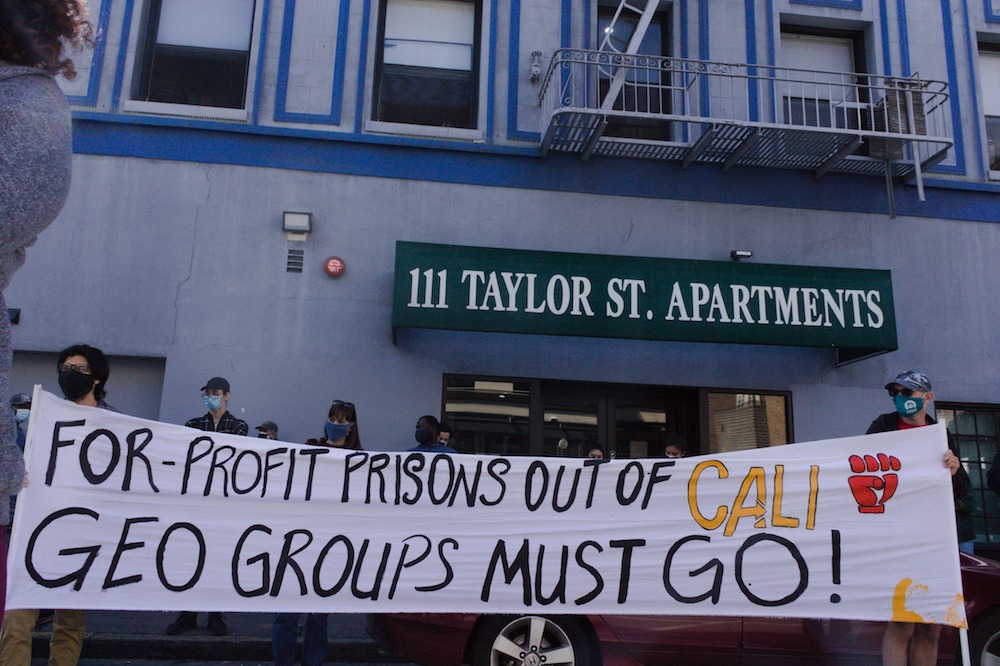 111 TAYLOR ST. APARTMENTS
FOR-PROFIT PRISONS OUT OF CALI
GEO GROUPS MUST GO!